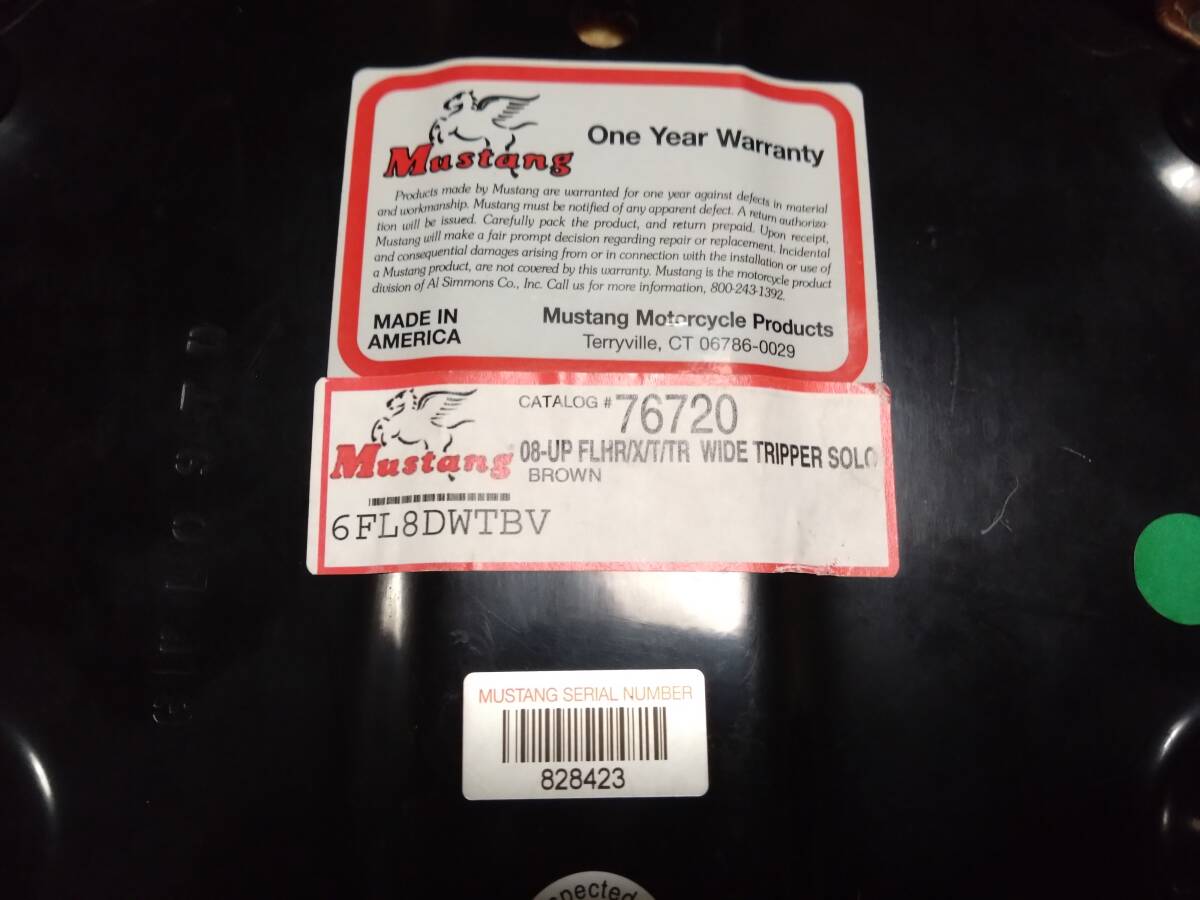 Mustang
One Year Warranty
Products made by Mustang are warranted for one year against defects in material
and workmanship. Mustang must be notified of any apparent defect. A return authoriza-
tion will be issued. Carefully pack the product, and return prepaid. Upon receipt,
Mustang will make a fair prompt decision regarding repair or replacement. Incidental
and consequential damages arising from or in connection with the installation or use of
a Mustang product, are not covered by this warranty. Mustang is the motorcycle product
division of Al Simmons Co., Inc. Call us for more information, 800-243-1392.
MADE IN
AMERICA
Mustang Motorcycle Products
Terryville, CT 06786-0029
Mustang
CATALOG # 76720
08-UP FLHR/X/T/TR WIDE TRIPPER SOLO
BROWN
6FL8DWTBV
MUSTANG SERIAL NUMBER
828423